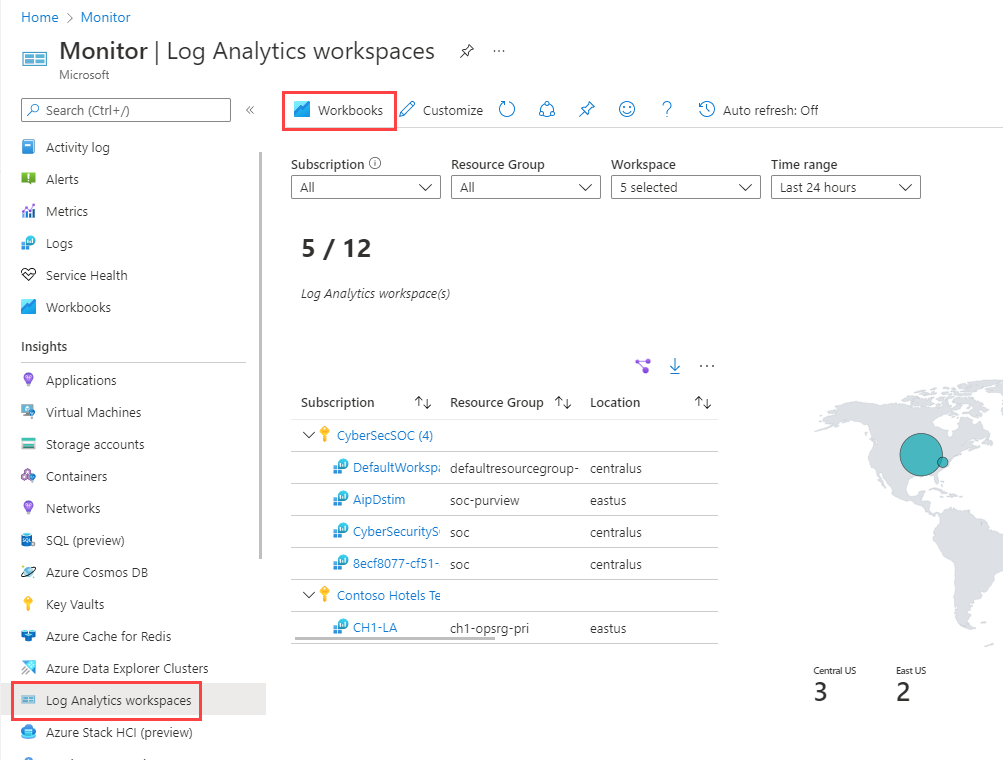 Home > Monitor
Monitor | Log Analytics workspaces ...
Microsoft
Search (Ctrl+/) «
Activity log
Alerts
Metrics
Logs
Service Health
Workbooks
Insights
Applications
Virtual Machines
Storage accounts
Containers
Networks
SQL (preview)
Azure Cosmos DB
Key Vaults
Azure Cache for Redis
Azure Data Explorer Clusters
Log Analytics workspaces
Azure Stack HCI (preview)
Workbooks Customize ? Auto refresh: Off
Subscription Resource Group Workspace Time range
All All 5 selected Last 24 hours
5 / 12
Log Analytics workspace(s)
...
Subscription ↑↓ Resource Group ↑↓ Location ↑↓
CyberSecSOC (4)
DefaultWorkspa defaultresourcegroup- centralus
AipDstim soc-purview eastus
CyberSecurityS soc centralus
8ecf8077-cf51- soc centralus
Contoso Hotels Te
CH1-LA ch1-opsrg-pri eastus
Central US East US
3 2